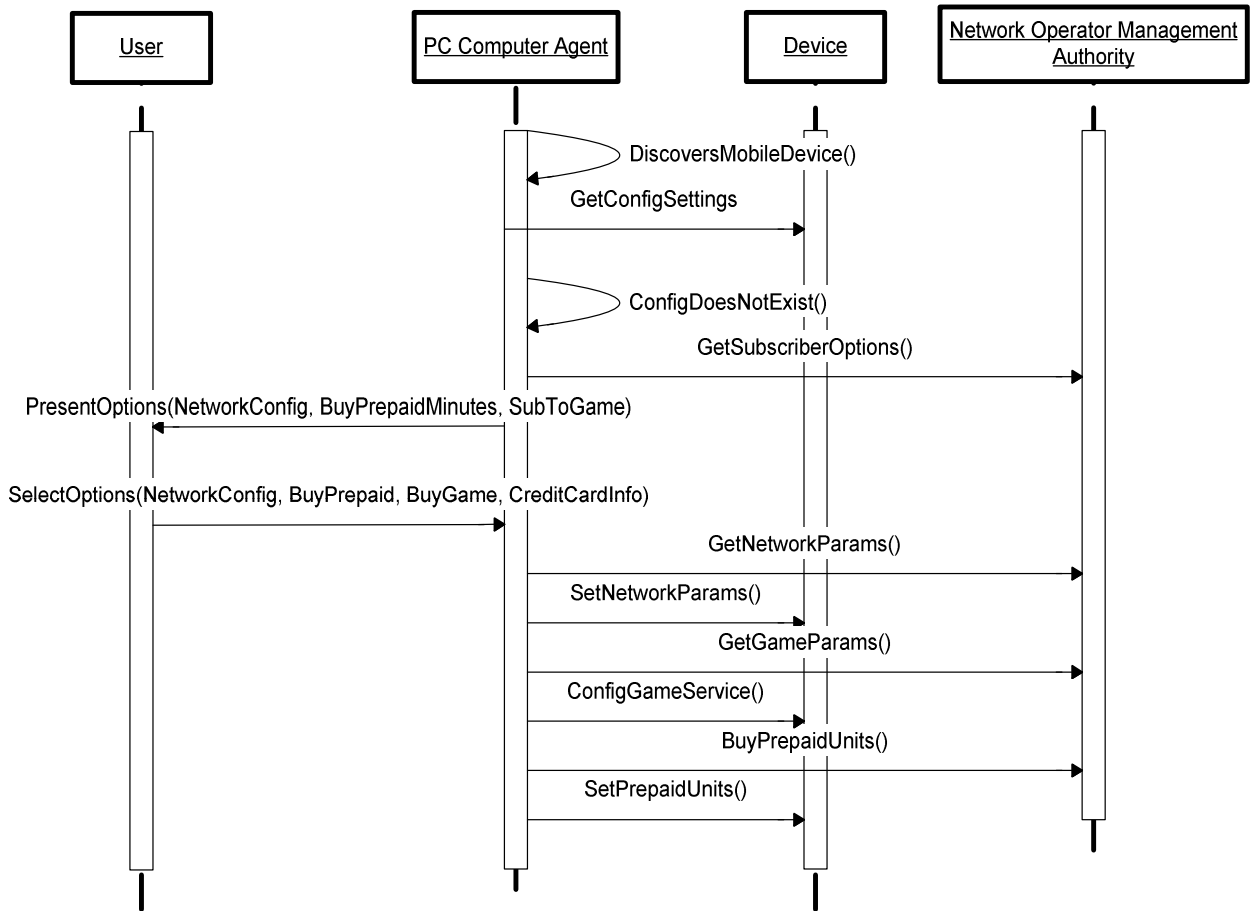 User
PC Computer Agent
Device
Network Operator Management
Authority
DiscoversMobileDevice()
GetConfigSettings
ConfigDoesNotExist()
GetSubscriberOptions()
PresentOptions(NetworkConfig, BuyPrepaidMinutes, SubToGame)
SelectOptions(NetworkConfig, BuyPrepaid, BuyGame, CreditCardInfo)
GetNetworkParams()
SetNetworkParams()
GetGameParams()
ConfigGameService()
BuyPrepaidUnits()
SetPrepaidUnits()